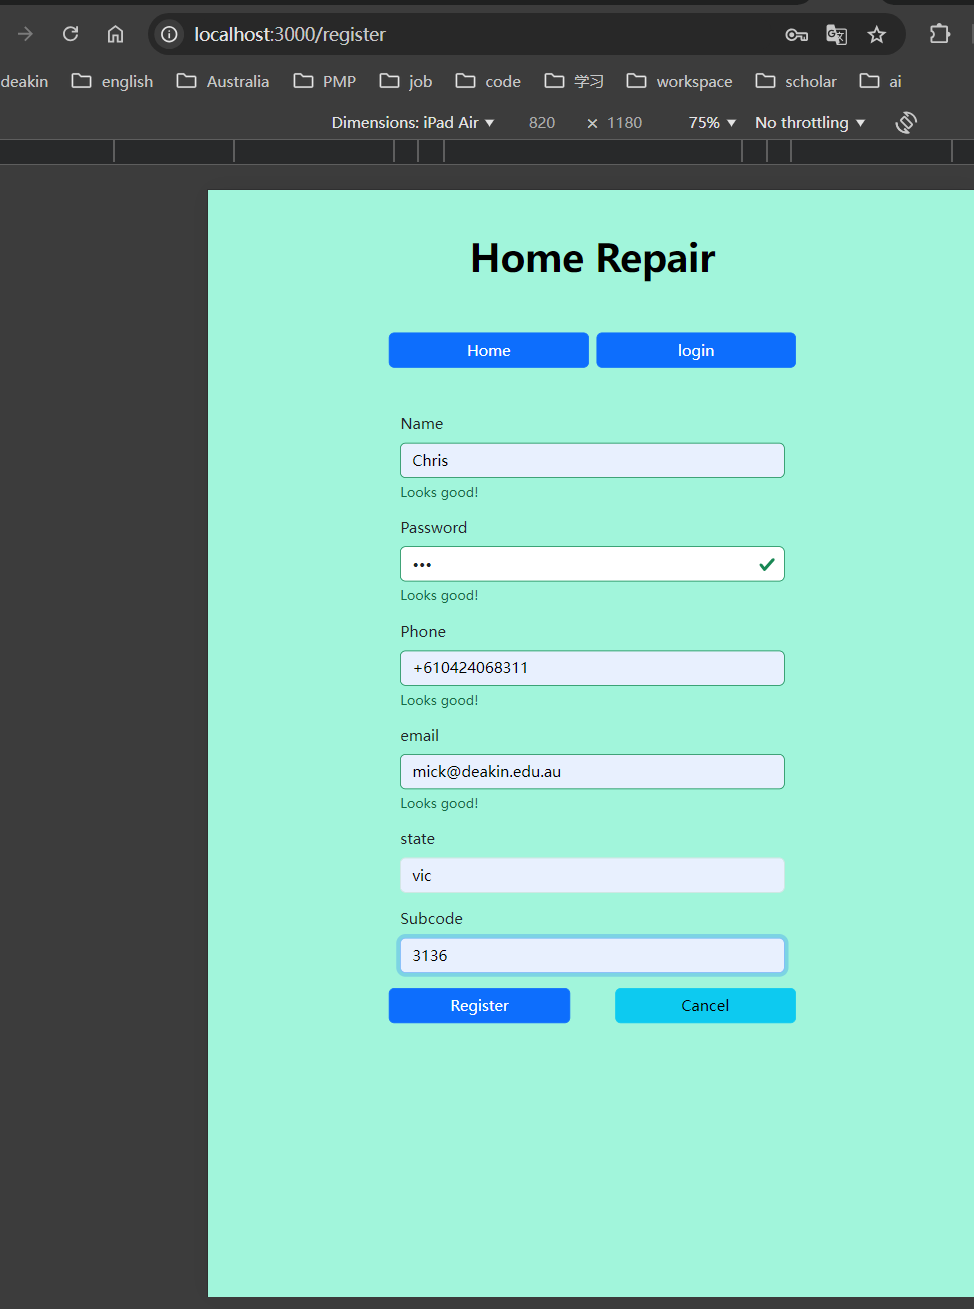 localhost:3000/register
deakin english Australia PMP job code 学习 workspace scholar ai
Dimensions: iPad Air 820 × 1180 75% No throttling
Home Repair
Home login
Name
Chris
Looks good!
Password
•••
Looks good!
Phone
+610424068311
Looks good!
email
mick@deakin.edu.au
Looks good!
state
vic
Subcode
3136
Register Cancel